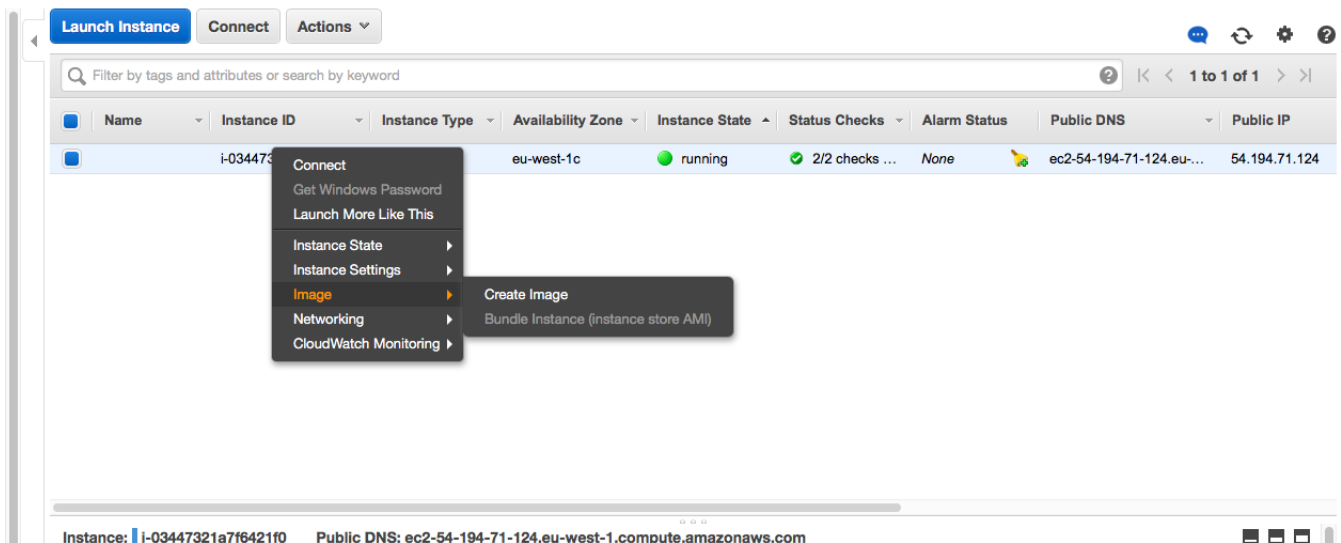 Launch Instance Connect Actions
Filter by tags and attributes or search by keyword 1 to 1 of 1
Name Instance ID Instance Type Availability Zone Instance State Status Checks Alarm Status Public DNS Public IP
i-034473 eu-west-1c running 2/2 checks ... None ec2-54-194-71-124.eu-... 54.194.71.124
Connect
Get Windows Password
Launch More Like This
Instance State
Instance Settings
Image Create Image
Networking Bundle Instance (instance store AMI)
CloudWatch Monitoring
Instance: i-03447321a7f6421f0 Public DNS: ec2-54-194-71-124.eu-west-1.compute.amazonaws.com